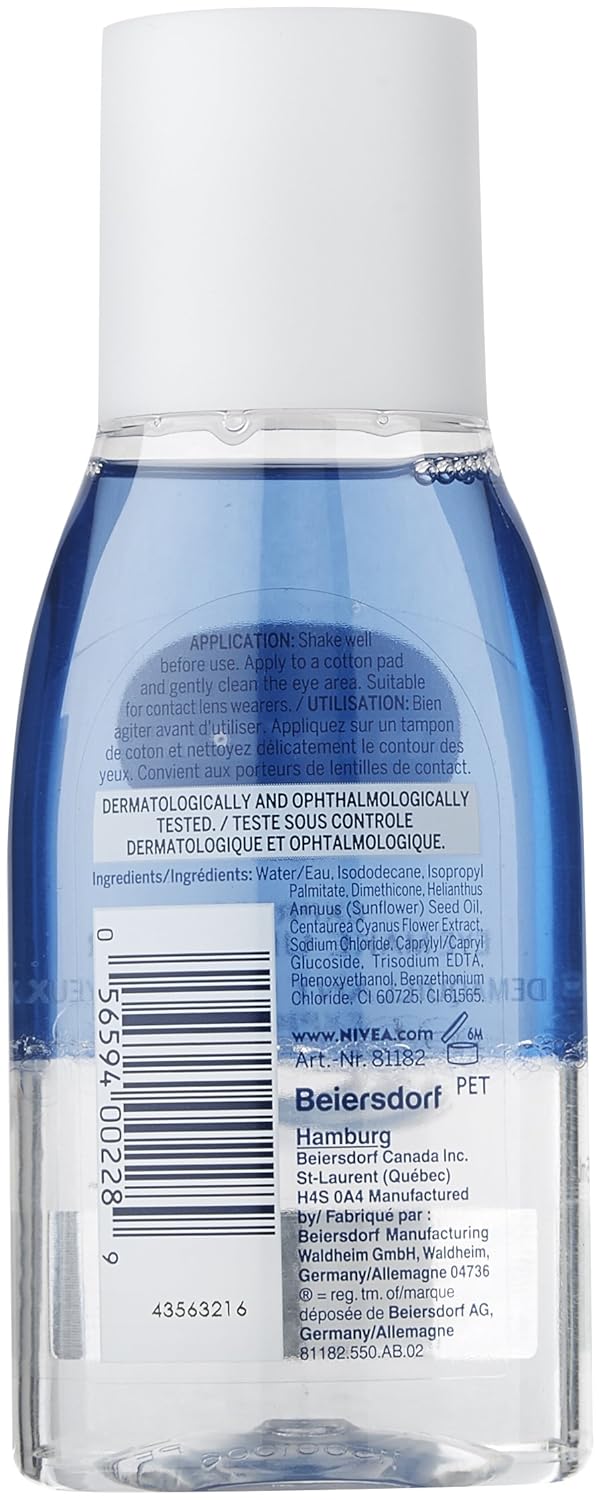 APPLICATION: Shake well
before use. Apply to a cotton pad
and gently clean the eye area. Suitable
for contact lens wearers. / UTILISATION: Bien
agiter avant d'utiliser. Appliquez sur un tampon
de coton et nettoyez délicatement le contour des
yeux. Convient aux porteurs de lentilles de contact.
DERMATOLOGICALLY AND OPHTHALMOLOGICALLY
TESTED. / TESTE SOUS CONTROLE
DERMATOLOGIQUE ET OPHTALMOLOGIQUE.
Ingredients/Ingrédients: Water/Eau, Isododecane, Isopropyl
Palmitate, Dimethicone, Helianthus
Annuus (Sunflower) Seed Oil,
Centaurea Cyanus Flower Extract,
Sodium Chloride, Caprylyl/Capryl
Glucoside, Trisodium EDTA,
Phenoxyethanol, Benzethonium
Chloride, CI 60725, CI 61565.
www.NIVEA.com 6M
Art.-Nr. 81182
Beiersdorf PET
Hamburg
Beiersdorf Canada Inc.
St-Laurent (Québec)
H4S 0A4 Manufactured
by/ Fabriqué par :
Beiersdorf Manufacturing
Waldheim GmbH, Waldheim,
Germany/Allemagne 04736
® = reg. tm. of/marque
déposée de Beiersdorf AG,
Germany/Allemagne
81182.550.AB.02
0 56594 00228 9
43563216